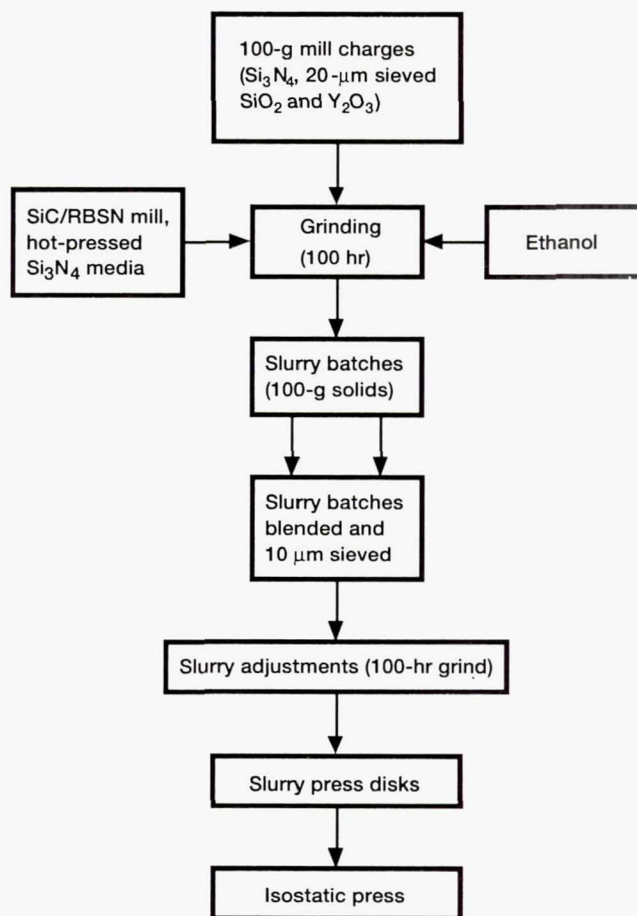 100-g mill charges
(Si₃N₄, 20-μm sieved
SiO₂ and Y₂O₃)
SiC/RBSN mill,
hot-pressed
Si₃N₄ media
Grinding
(100 hr)
Ethanol
Slurry batches
(100-g solids)
Slurry batches
blended and
10 μm sieved
Slurry adjustments (100-hr grind)
Slurry press disks
Isostatic press